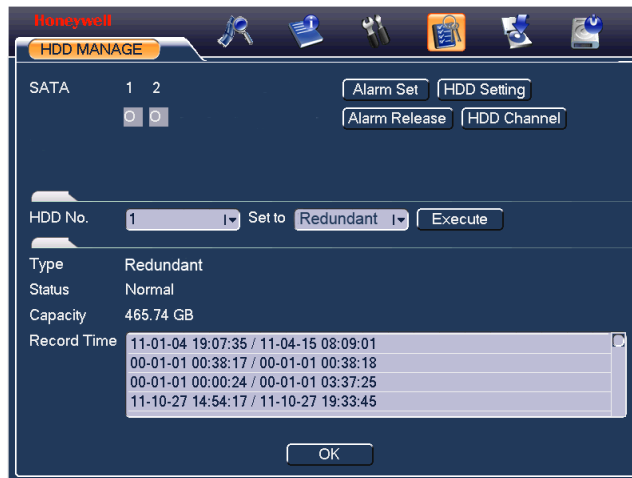 Honeywell
HDD MANAGE
SATA 1 2 Alarm Set HDD Setting
O O Alarm Release HDD Channel
HDD No. 1 Set to Redundant Execute
Type Redundant
Status Normal
Capacity 465.74 GB
Record Time 11-01-04 19:07:35 / 11-04-15 08:09:01
00-01-01 00:38:17 / 00-01-01 00:38:18
00-01-01 00:00:24 / 00-01-01 03:37:25
11-10-27 14:54:17 / 11-10-27 19:33:45
OK